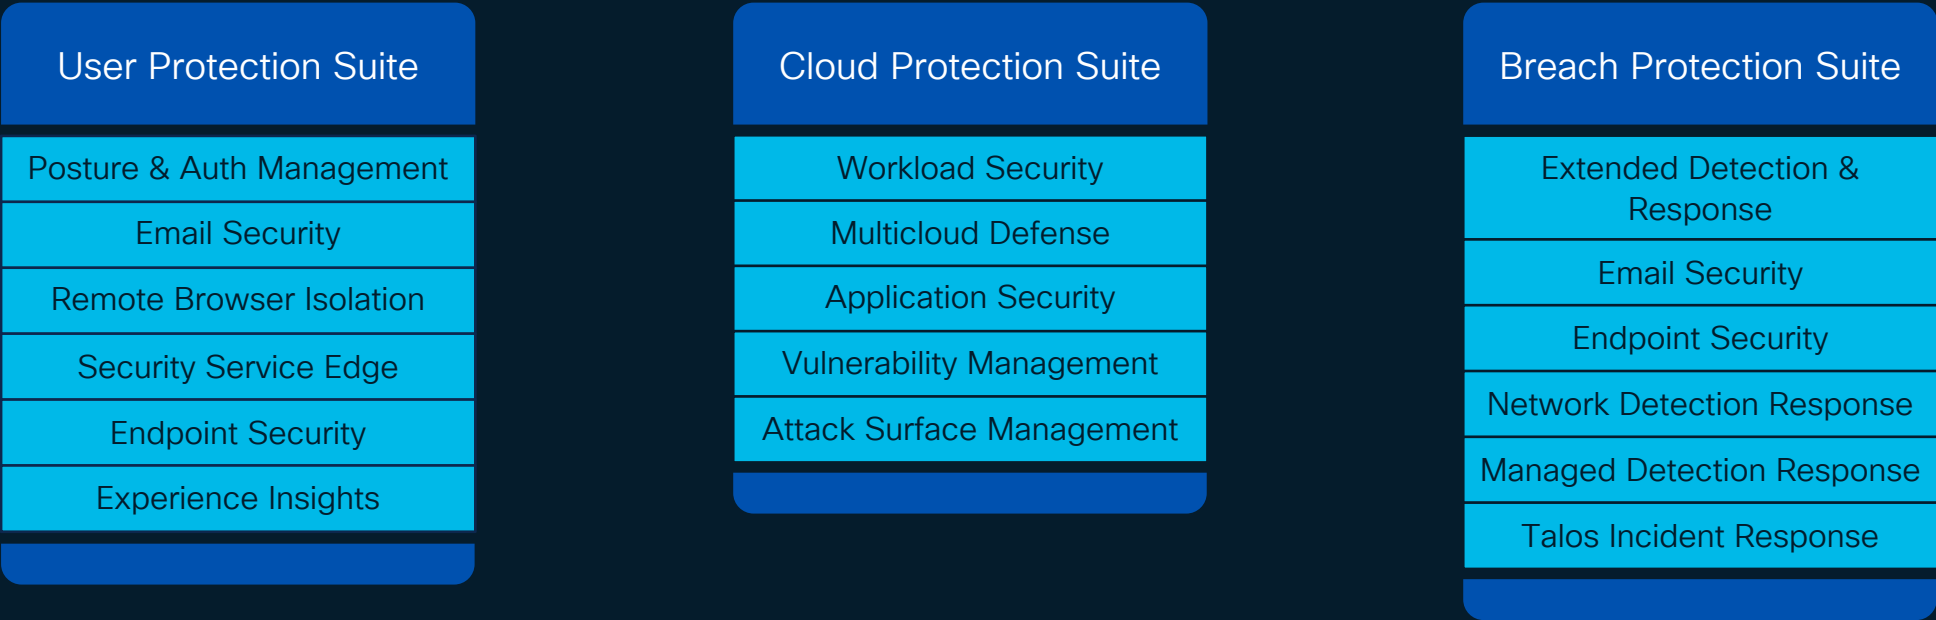 User Protection Suite
Posture & Auth Management
Email Security
Remote Browser Isolation
Security Service Edge
Endpoint Security
Experience Insights
Cloud Protection Suite
Workload Security
Multicloud Defense
Application Security
Vulnerability Management
Attack Surface Management
Breach Protection Suite
Extended Detection &
Response
Email Security
Endpoint Security
Network Detection Response
Managed Detection Response
Talos Incident Response